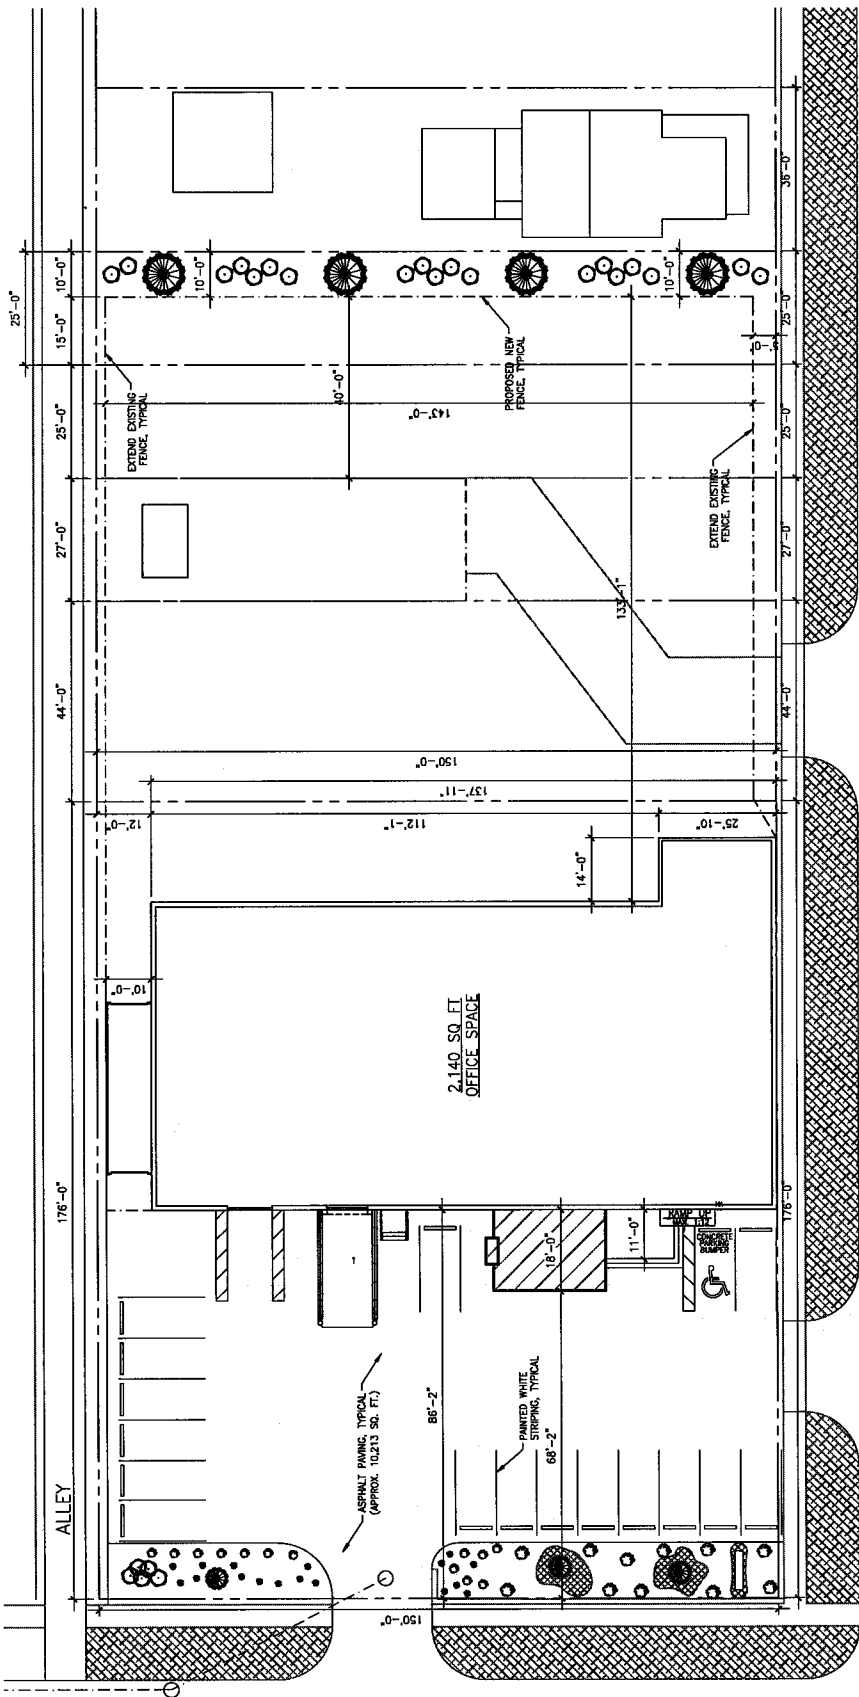 36'-0"
25'-0"
10'-0"
10'-0"
10'-0"
15'-0"
25'-0"
EXTEND EXISTING
FENCE, TYPICAL
40'-0"
PROPOSED NEW
FENCE, TYPICAL
5'-0"
143'-0"
25'-0"
25'-0"
EXTEND EXISTING
FENCE, TYPICAL
27'-0"
27'-0"
133'-1"
44'-0"
44'-0"
150'-0"
137'-11"
12'-0"
112'-1"
25'-10"
14'-0"
10'-0"
2,140 SQ FT
OFFICE SPACE
176'-0"
176'-0"
RAMP UP
MAX. 1:12
CONCRETE
PARKING
BUMPER
18'-0"
11'-0"
1
86'-2"
68'-2"
PAINTED WHITE
STRIPING, TYPICAL
ASPHALT PAVING, TYPICAL
(APPROX. 10,213 SQ. FT.)
ALLEY
150'-0"